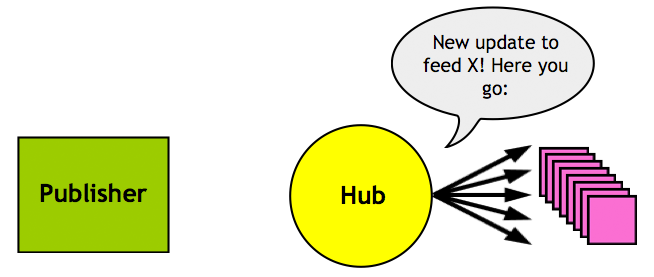 New update to
feed X! Here you
go:
Publisher
Hub